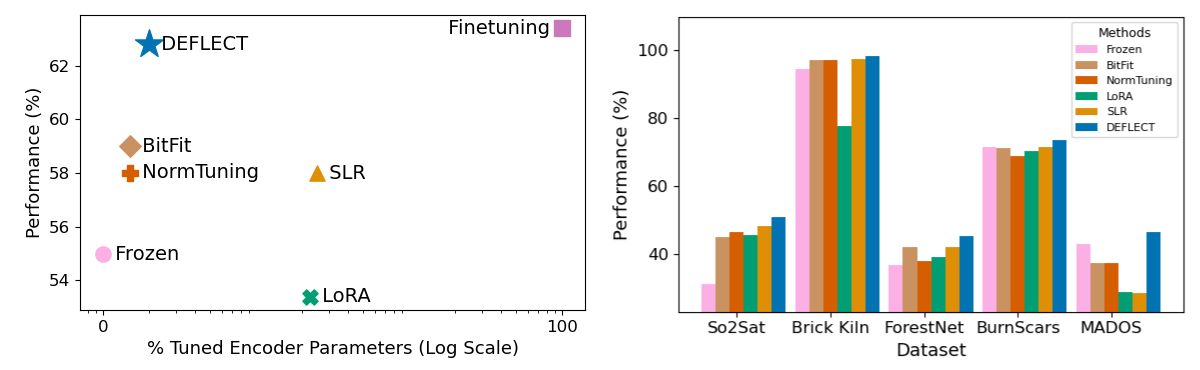 Finetuning
DEFLECT
62
60
BitFit
NormTuning
SLR
58
56
Frozen
54
LoRA
0
100
% Tuned Encoder Parameters (Log Scale)
Performance (%)
Methods
Frozen
BitFit
NormTuning
LoRA
SLR
DEFLECT
100
80
60
40
So2Sat
Brick Kiln
ForestNet
BurnScars
MADOS
Dataset
Performance (%)